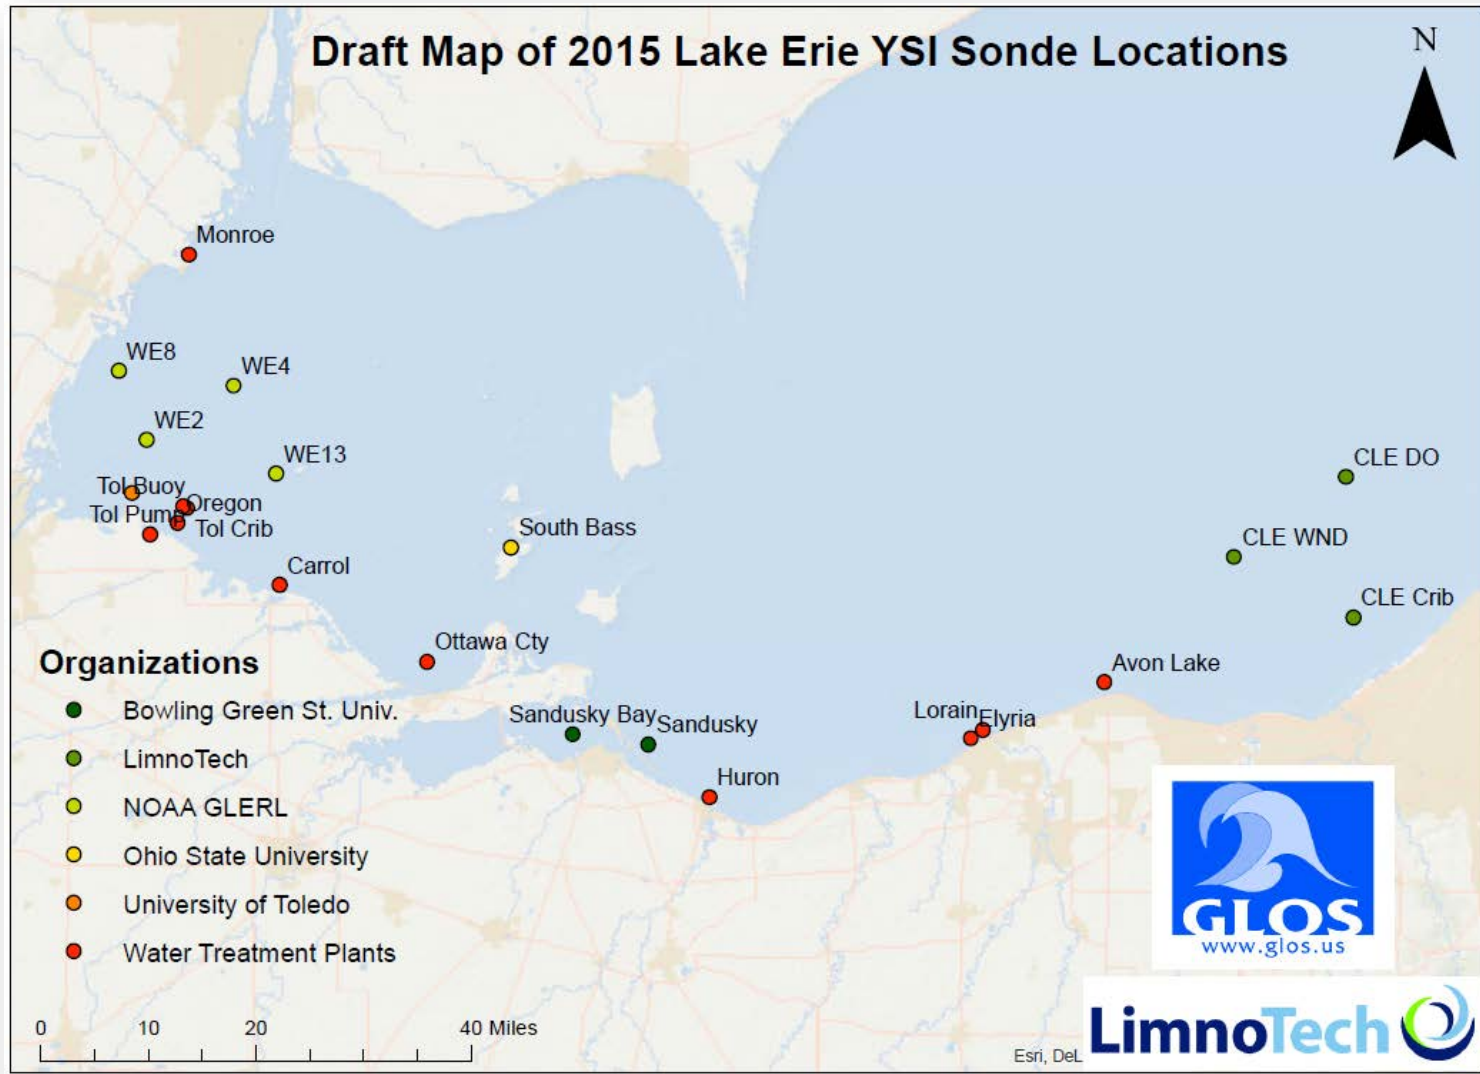 Draft Map of 2015 Lake Erie YSI Sonde Locations
N
Monroe
WE8
WE4
WE2
WE13
Tol Buoy
Oregon
Tol Pump
Tol Crib
Carrol
South Bass
Ottawa Cty
Sandusky Bay
Sandusky
Huron
Lorain
Elyria
Avon Lake
CLE DO
CLE WND
CLE Crib
Organizations
Bowling Green St. Univ.
LimnoTech
NOAA GLERL
Ohio State University
University of Toledo
Water Treatment Plants
0 10 20 40 Miles
GLOS
www.glos.us
Esri, DeL
LimnoTech